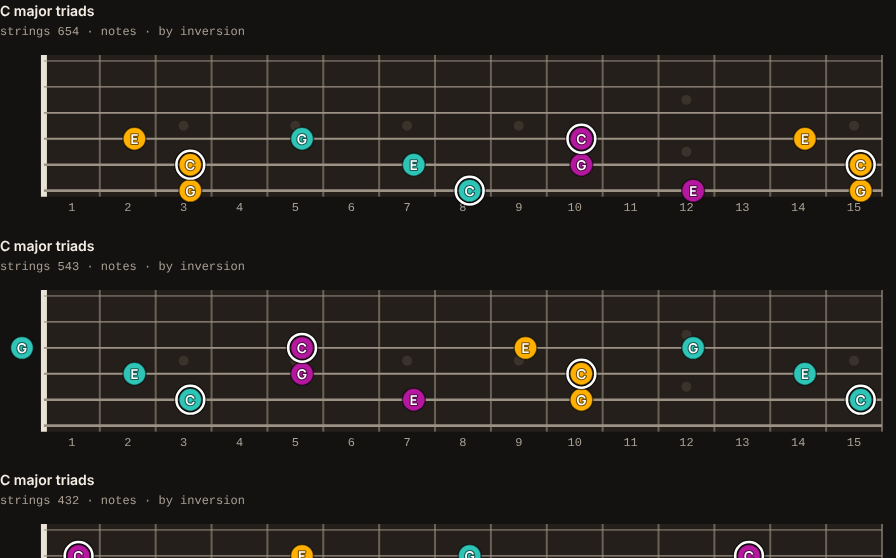 C major triads
strings 654 · notes · by inversion
E G C E
C E G C
G C E G
1 2 3 4 5 6 7 8 9 10 11 12 13 14 15
C major triads
strings 543 · notes · by inversion
G C E G
E G C E
C E G C
1 2 3 4 5 6 7 8 9 10 11 12 13 14 15
C major triads
strings 432 · notes · by inversion
C E G C